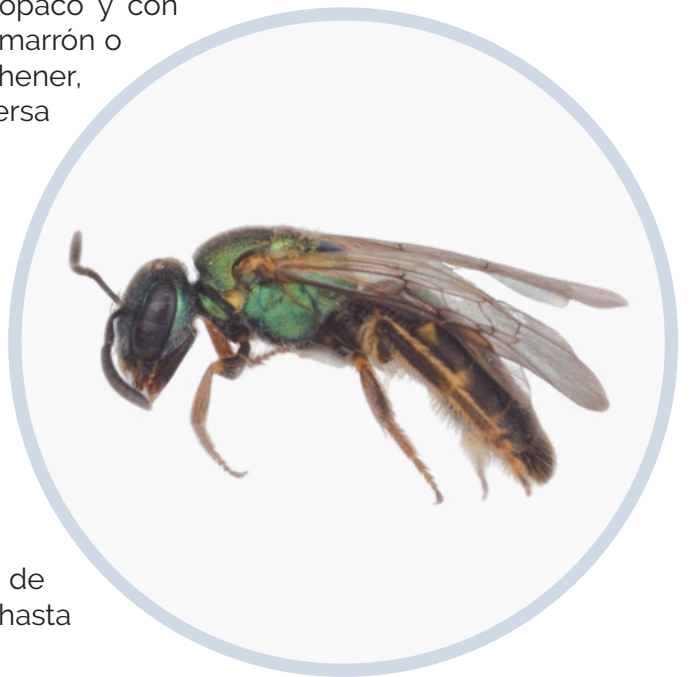 opaco y con
marrón o
hener,
ersa
de
hasta